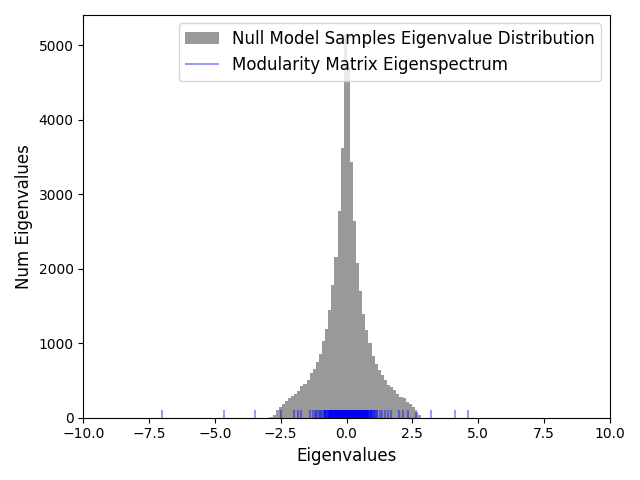 Null Model Samples Eigenvalue Distribution
Modularity Matrix Eigenspectrum
5000
4000
3000
2000
1000
0
Num Eigenvalues
−10.0 −7.5 −5.0 −2.5 0.0 2.5 5.0 7.5 10.0
Eigenvalues